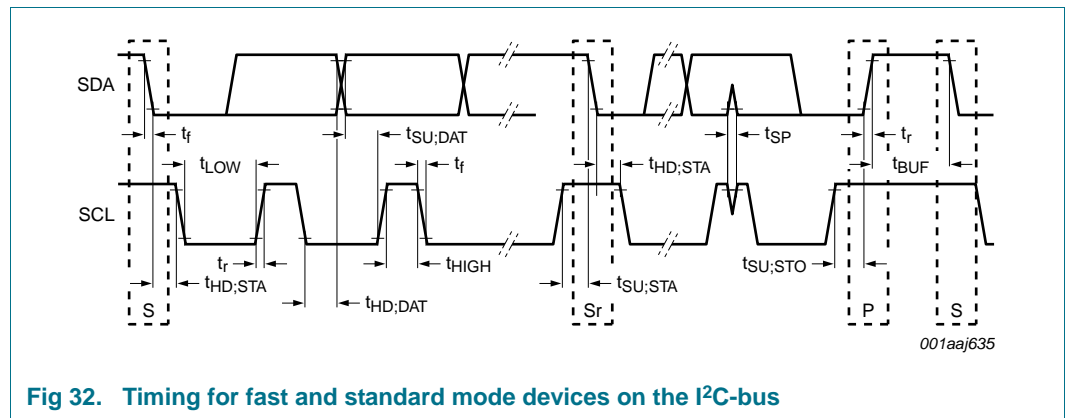 SDA
t_f
t_SU;DAT
t_SP
t_r
t_LOW
t_f
t_HD;STA
t_BUF
SCL
t_r
t_HD;STA
t_HD;DAT
t_HIGH
t_SU;STA
t_SU;STO
S
Sr
P
S
001aaj635
Fig 32. Timing for fast and standard mode devices on the I²C-bus